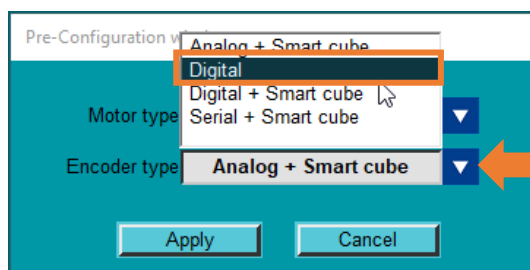 Pre-Configuration w
Analog + Smart cube
Digital
Digital + Smart cube
Motor type
Serial + Smart cube
Encoder type
Analog + Smart cube
Apply
Cancel